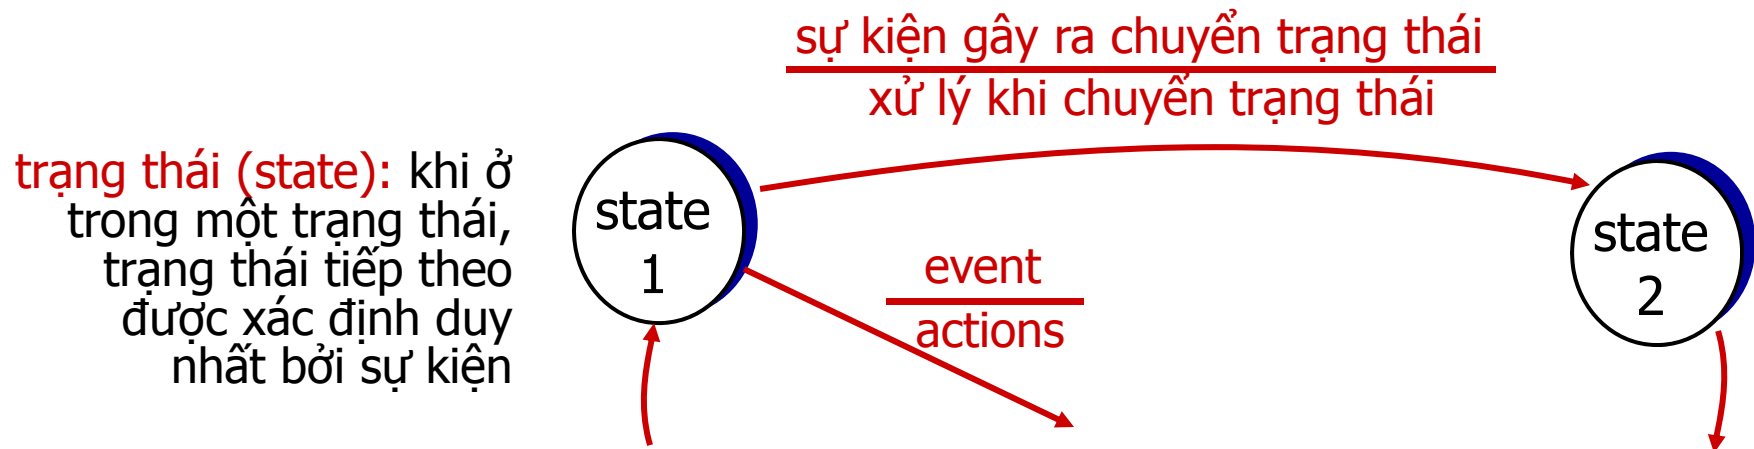 sự kiện gây ra chuyển trạng thái
xử lý khi chuyển trạng thái
trạng thái (state): khi ở
trong một trạng thái,
trạng thái tiếp theo
được xác định duy
nhất bởi sự kiện
state
1
event
actions
state
2